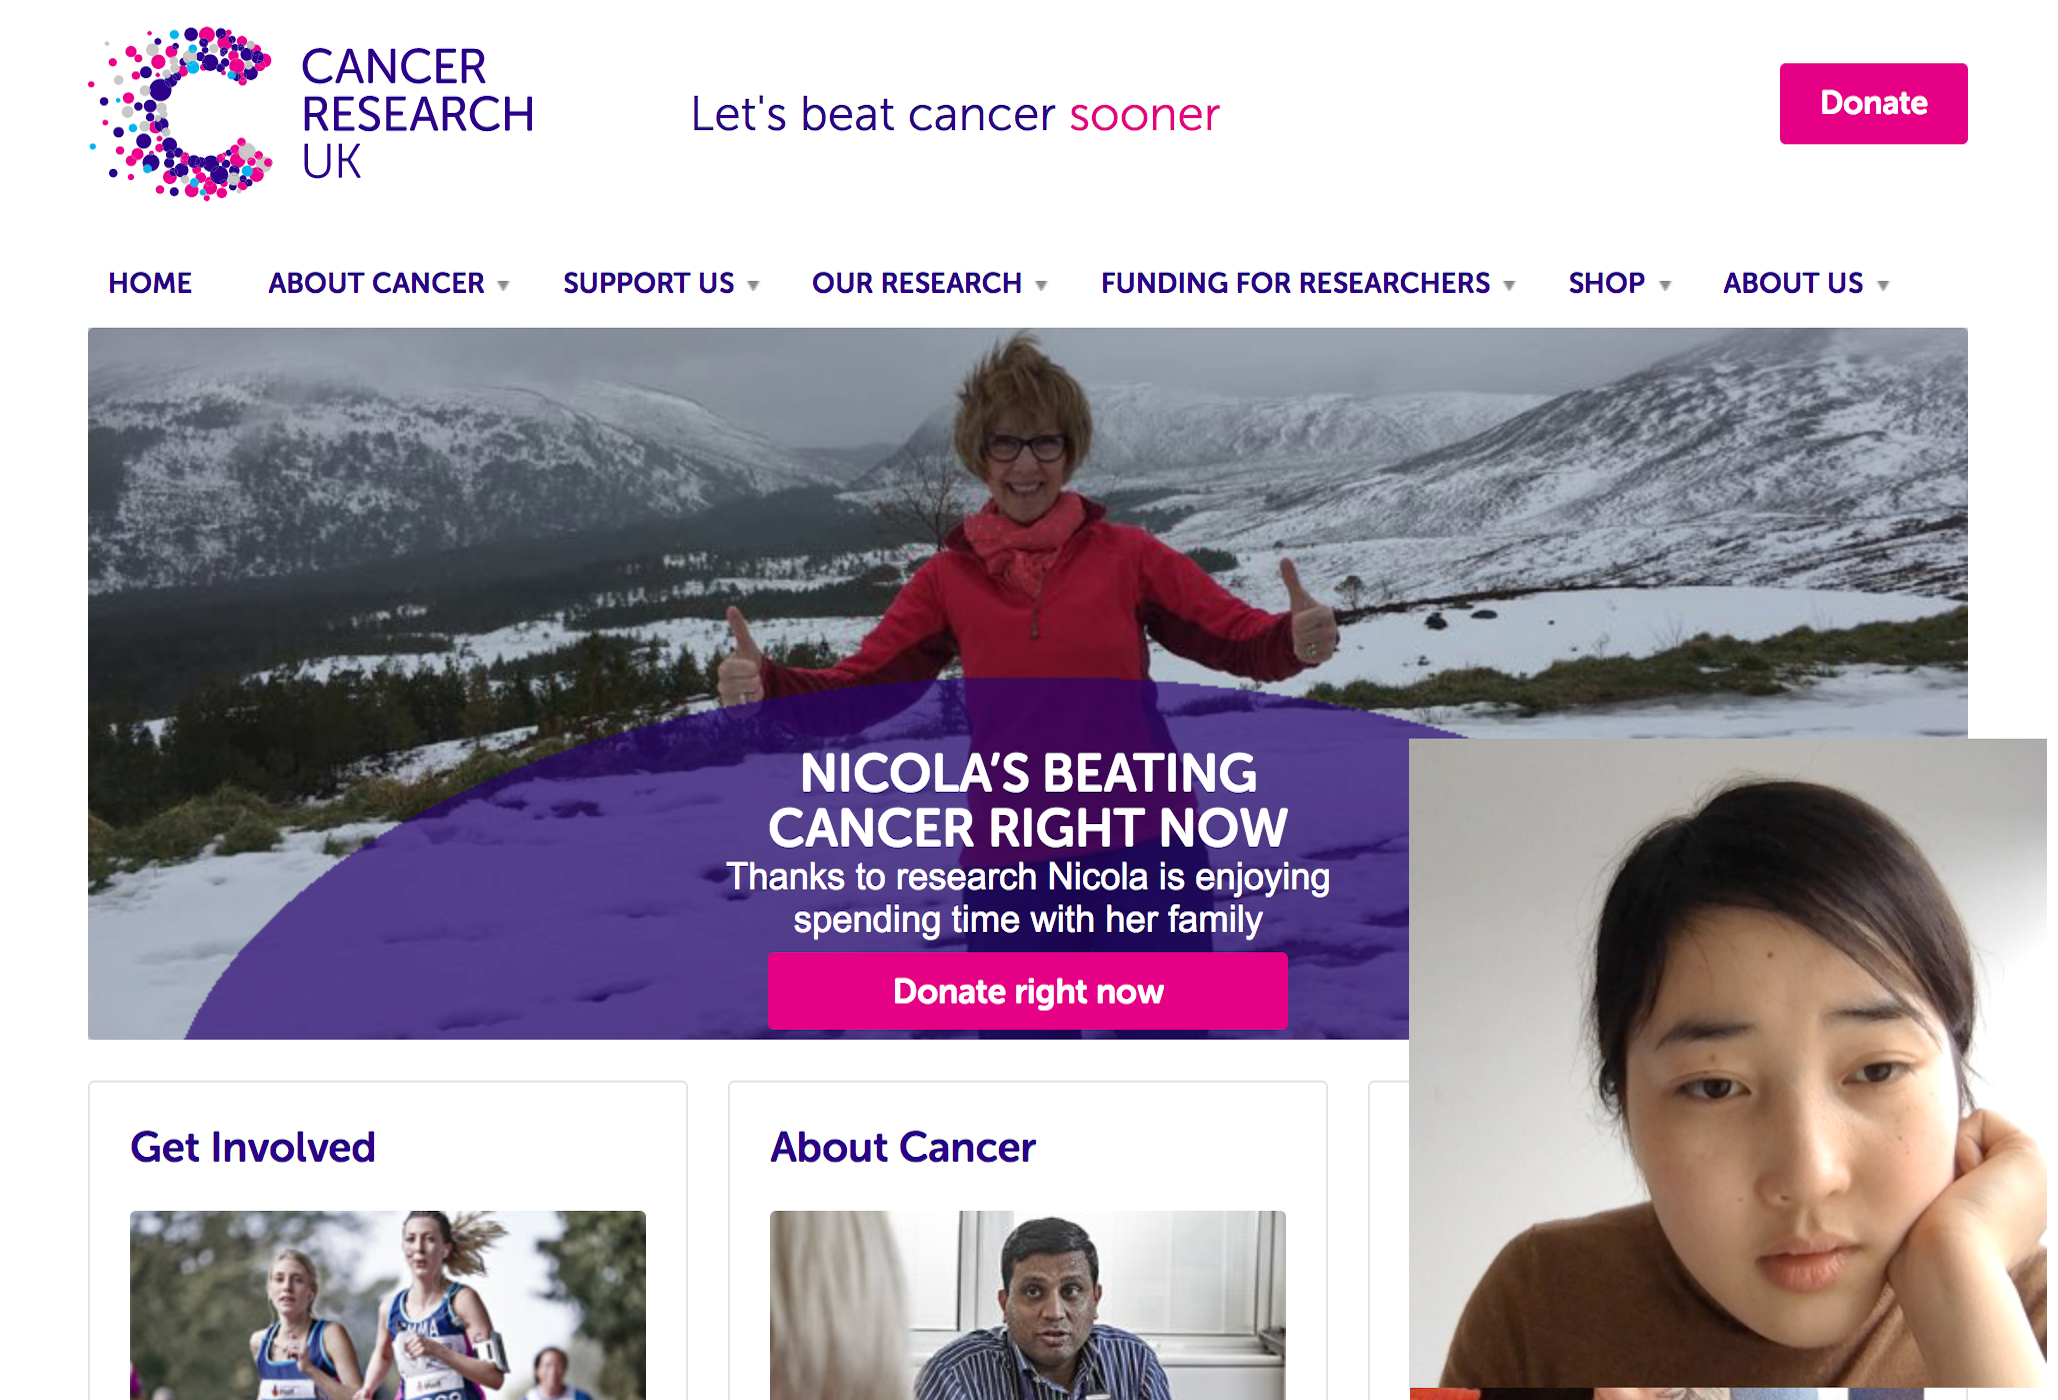 CANCER
RESEARCH
UK
Let's beat cancer sooner
Donate
HOME ABOUT CANCER SUPPORT US OUR RESEARCH FUNDING FOR RESEARCHERS SHOP ABOUT US
NICOLA’S BEATING
CANCER RIGHT NOW
Thanks to research Nicola is enjoying
spending time with her family
Donate right now
Get Involved
About Cancer